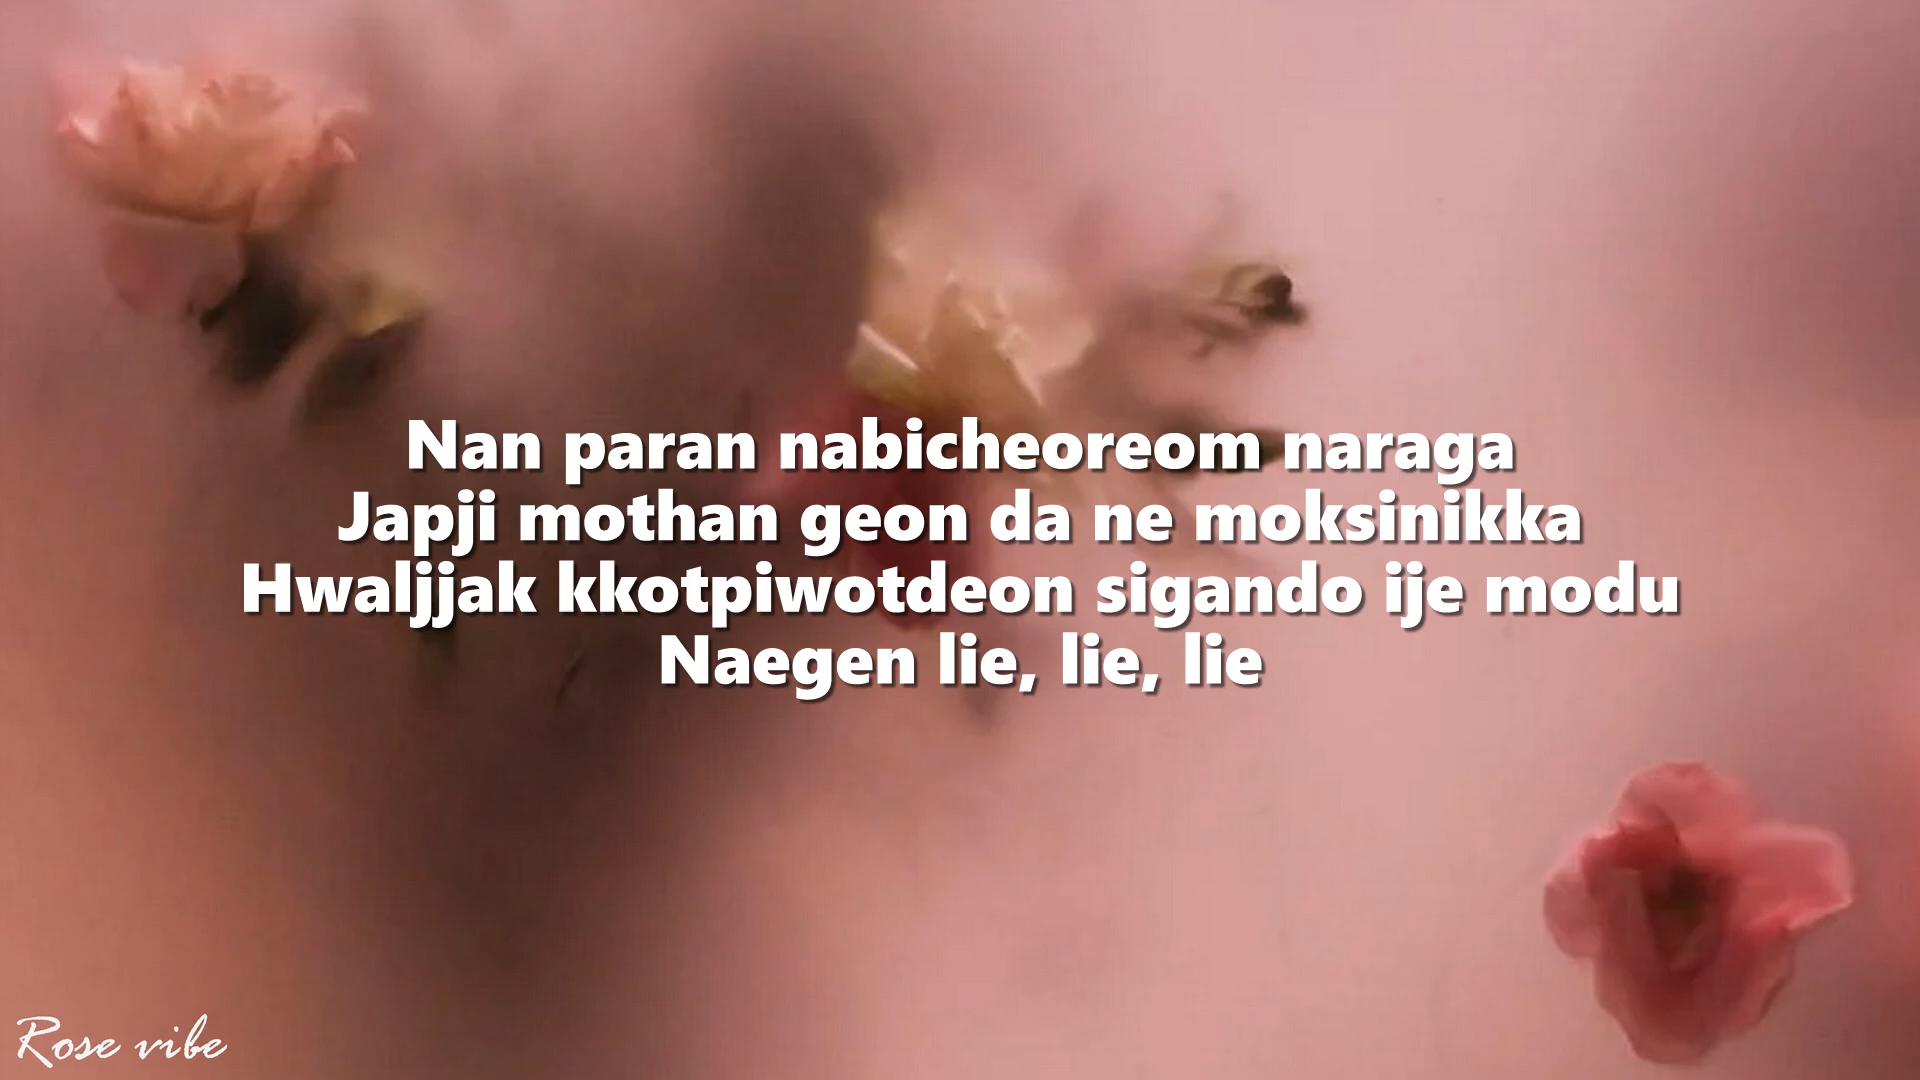 Nan paran nabicheoreom naraga
Japji mothan geon da ne moksinikka
Hwaljjak kkotpiwotdeon sigando ije modu
Naegen lie, lie, lie
Rose vibe